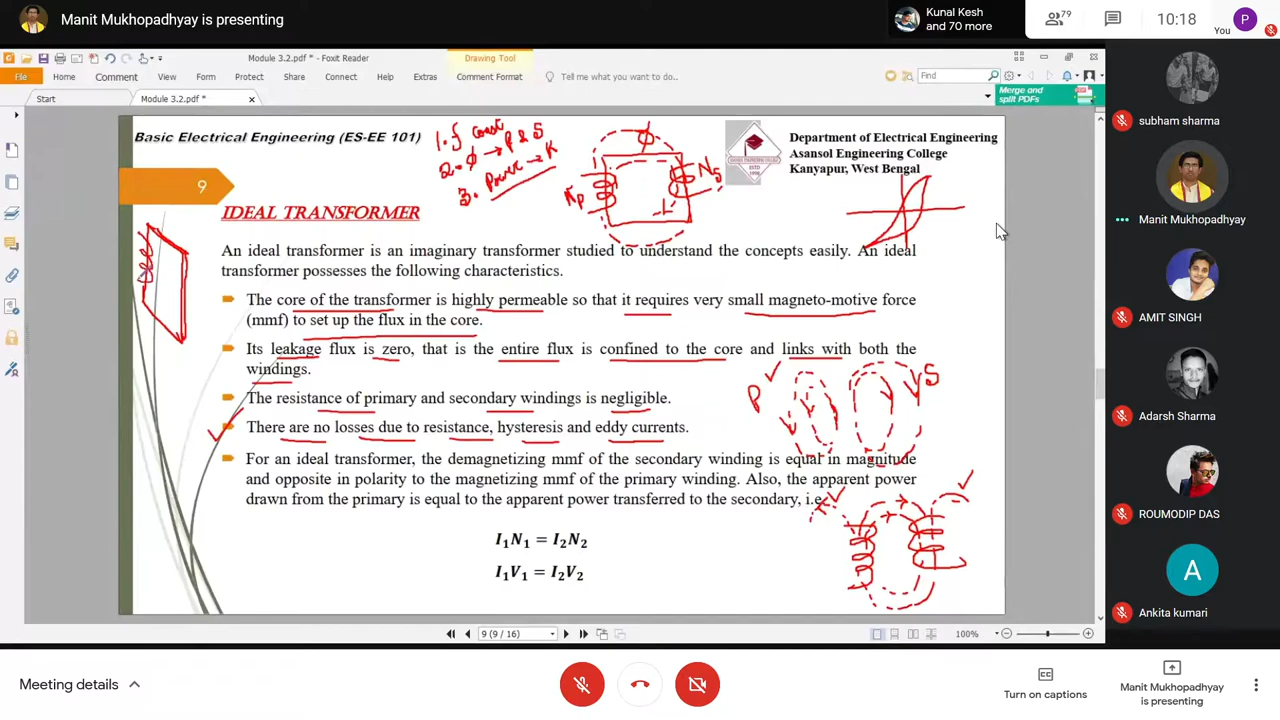 Manit Mukhopadhyay is presenting
Kunal Kesh
and 70 more
79
10:18
P
You
Module 3.2.pdf * - Foxit Reader
Drawing Tool
File Home Comment View Form Protect Share Connect Help Extras Comment Format Tell me what you want to do..
Find
Start
Module 3.2.pdf *
Merge and
split PDFs
Basic Electrical Engineering (ES-EE 101)
1. f const
2. ϕ → P & S
3. Power → K
ϕ
Np
Ns
Department of Electrical Engineering
Asansol Engineering College
Kanyapur, West Bengal
9
IDEAL TRANSFORMER
An ideal transformer is an imaginary transformer studied to understand the concepts easily. An ideal
transformer possesses the following characteristics.
The core of the transformer is highly permeable so that it requires very small magneto-motive force
(mmf) to set up the flux in the core.
Its leakage flux is zero, that is the entire flux is confined to the core and links with both the
windings.
The resistance of primary and secondary windings is negligible.
P
S
There are no losses due to resistance, hysteresis and eddy currents.
For an ideal transformer, the demagnetizing mmf of the secondary winding is equal in magnitude
and opposite in polarity to the magnetizing mmf of the primary winding. Also, the apparent power
drawn from the primary is equal to the apparent power transferred to the secondary, i.e.
I₁N₁ = I₂N₂
I₁V₁ = I₂V₂
9 (9 / 16)
100%
subham sharma
Manit Mukhopadhyay
AMIT SINGH
Adarsh Sharma
ROUMODIP DAS
A
Ankita kumari
Meeting details
Turn on captions
Manit Mukhopadhyay
is presenting